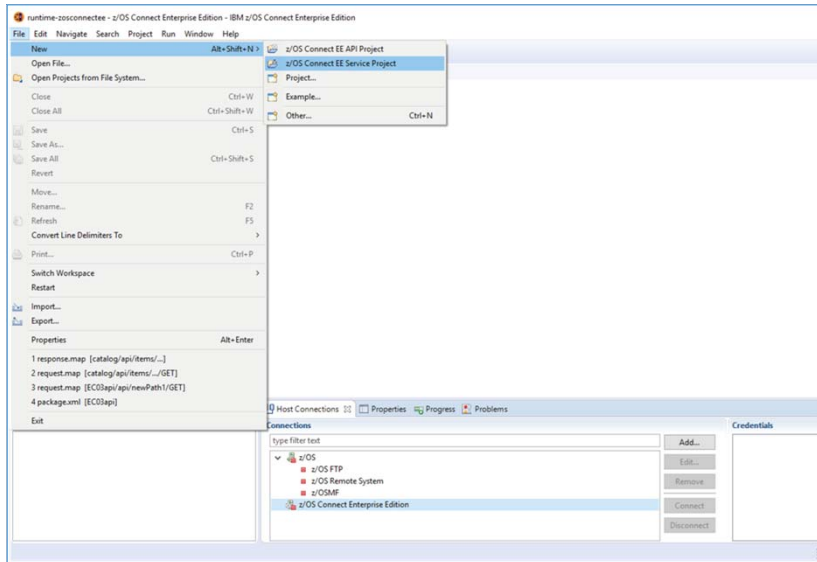 runtime-zosconnectee - z/OS Connect Enterprise Edition - IBM z/OS Connect Enterprise Edition
File Edit Navigate Search Project Run Window Help
New Alt+Shift+N >
Open File...
Open Projects from File System...
Close Ctrl+W
Close All Ctrl+Shift+W
Save Ctrl+S
Save As...
Save All Ctrl+Shift+S
Revert
Move...
Rename... F2
Refresh F5
Convert Line Delimiters To >
Print... Ctrl+P
Switch Workspace >
Restart
Import...
Export...
Properties Alt+Enter
1 response.map [catalog/api/items/...]
2 request.map [catalog/api/items/.../GET]
3 request.map [EC03api/api/newPath1/GET]
4 package.xml [EC03api]
Exit
z/OS Connect EE API Project
z/OS Connect EE Service Project
Project...
Example...
Other... Ctrl+N
Host Connections Properties Progress Problems
Connections
type filter text
z/OS
z/OS FTP
z/OS Remote System
z/OSMF
z/OS Connect Enterprise Edition
Add...
Edit...
Remove
Connect
Disconnect
Credentials